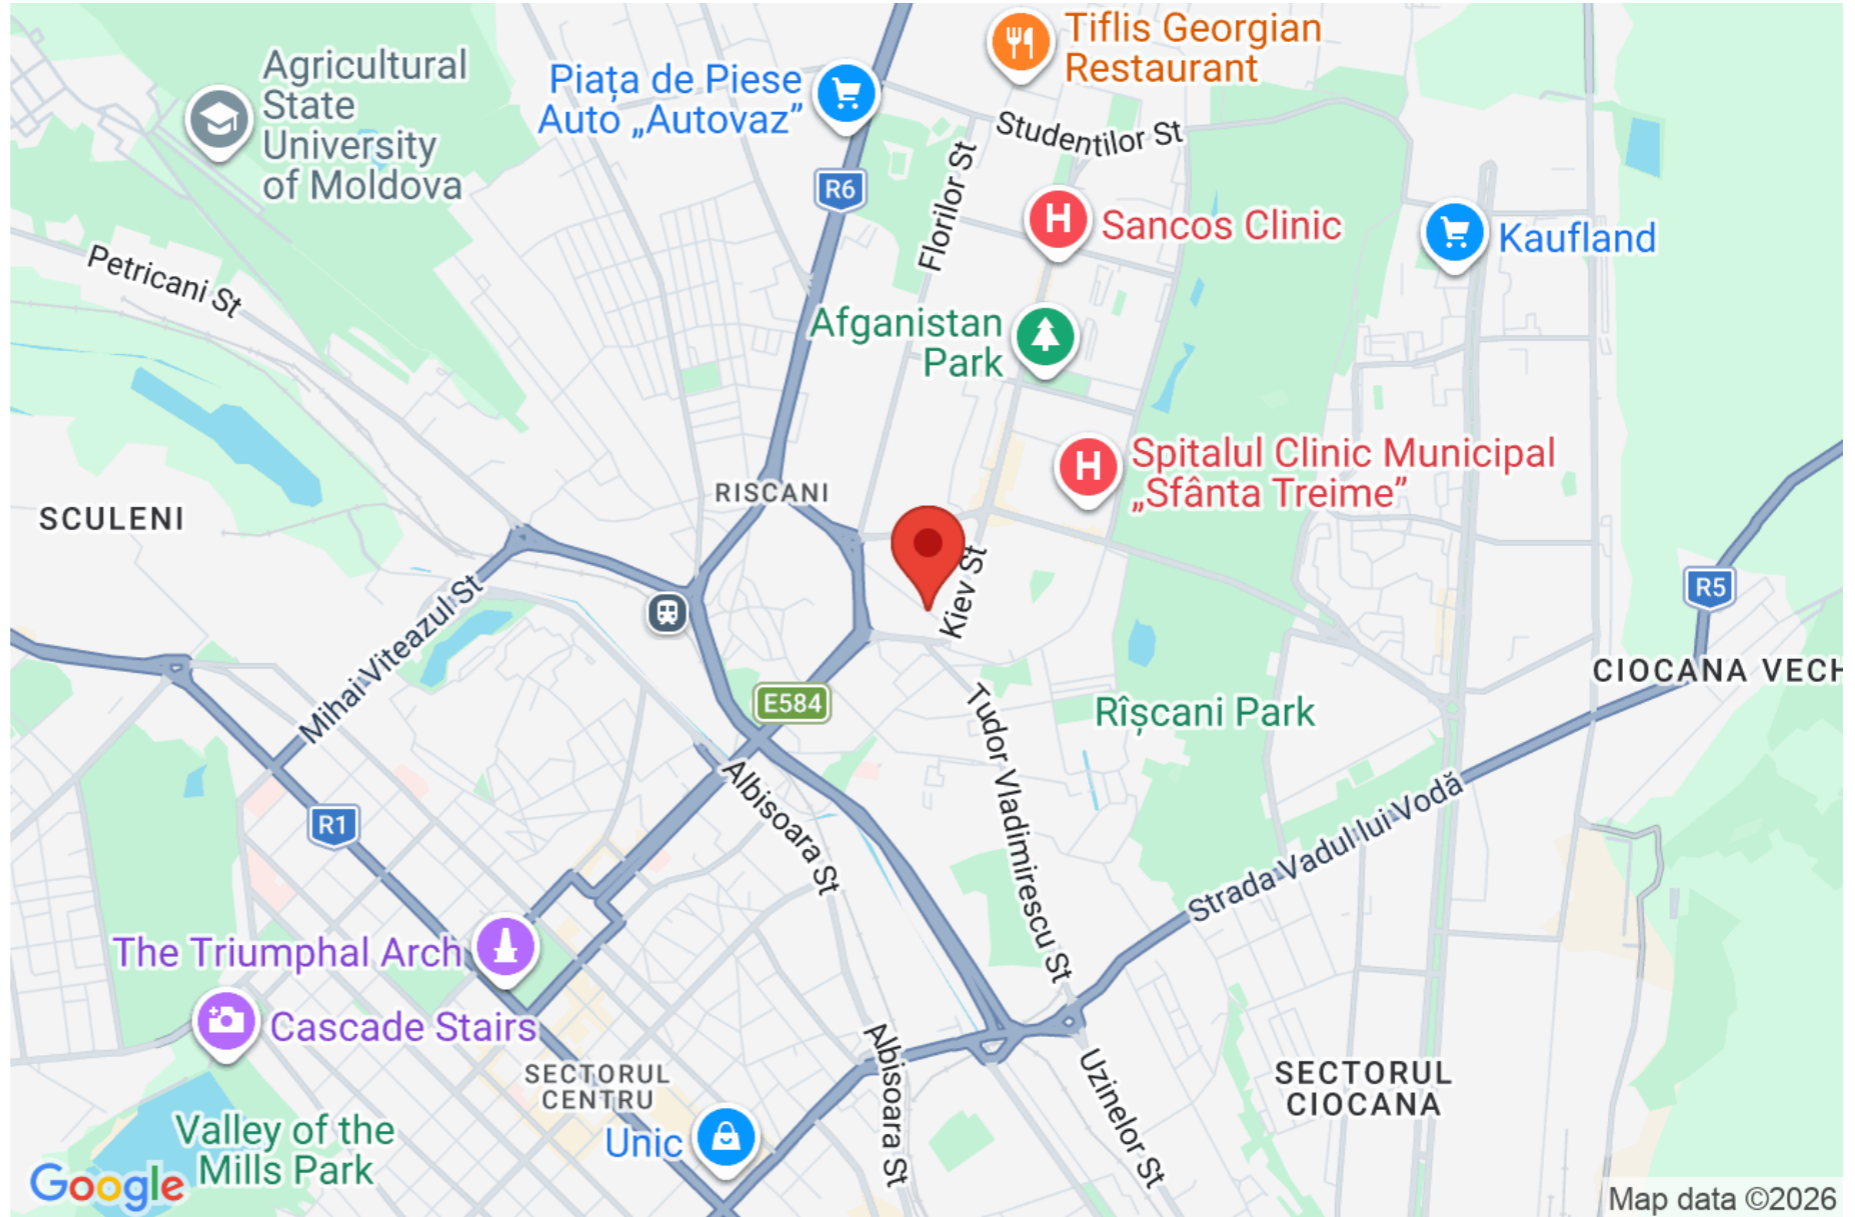 Tiflis Georgian
Restaurant
Agricultural
State
University
of Moldova
Piața de Piese
Auto „Autovaz”
Studentilor St
R6
Florilor St
Sancos Clinic
Kaufland
Petricani St
Afganistan
Park
Spitalul Clinic Municipal
„Sfânta Treime”
RISCANI
SCULENI
Kiev St
R5
Mihai Viteazul St
CIOCANA VECH
E584
Rîșcani Park
Tudor Vladimirescu St
Albisoara St
R1
Strada Vadul lui Vodă
The Triumphal Arch
Cascade Stairs
SECTORUL
CENTRU
Albisoara St
SECTORUL
CIOCANA
Uzinelor St
Valley of the
Mills Park
Unic
Google
Map data ©2026